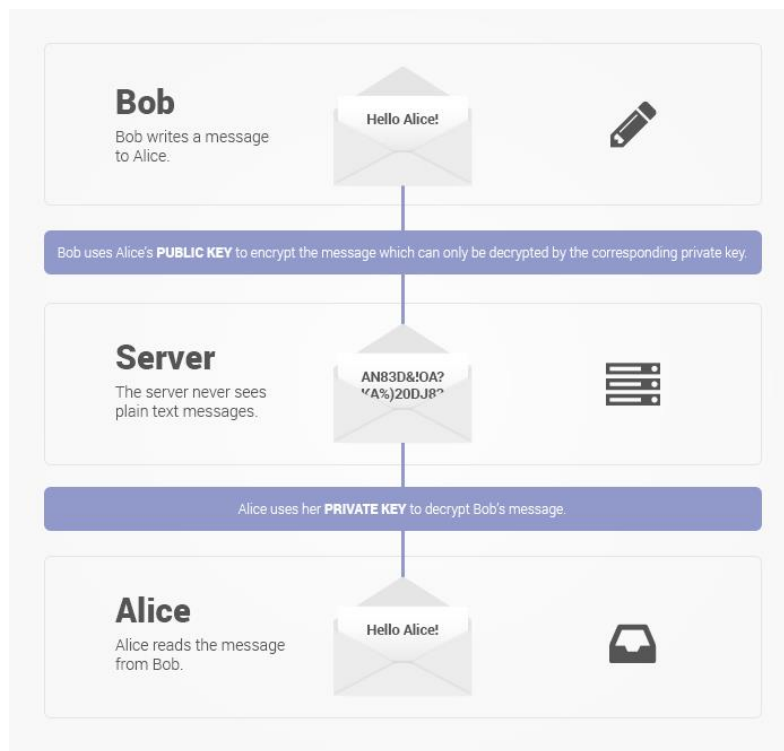 Bob
Bob writes a message
to Alice.
Hello Alice!
Bob uses Alice's PUBLIC KEY to encrypt the message which can only be decrypted by the corresponding private key.
Server
The server never sees
plain text messages.
AN83D&!OA?
Alice uses her PRIVATE KEY to decrypt Bob's message.
Alice
Alice reads the message
from Bob.
Hello Alice!